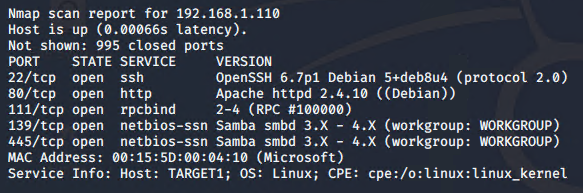 Nmap scan report for 192.168.1.110
Host is up (0.00066s latency).
Not shown: 995 closed ports
PORT    STATE SERVICE     VERSION
22/tcp  open  ssh         OpenSSH 6.7p1 Debian 5+deb8u4 (protocol 2.0)
80/tcp  open  http        Apache httpd 2.4.10 ((Debian))
111/tcp open  rpcbind     2-4 (RPC #100000)
139/tcp open  netbios-ssn Samba smbd 3.X - 4.X (workgroup: WORKGROUP)
445/tcp open  netbios-ssn Samba smbd 3.X - 4.X (workgroup: WORKGROUP)
MAC Address: 00:15:5D:00:04:10 (Microsoft)
Service Info: Host: TARGET1; OS: Linux; CPE: cpe:/o:linux:linux_kernel